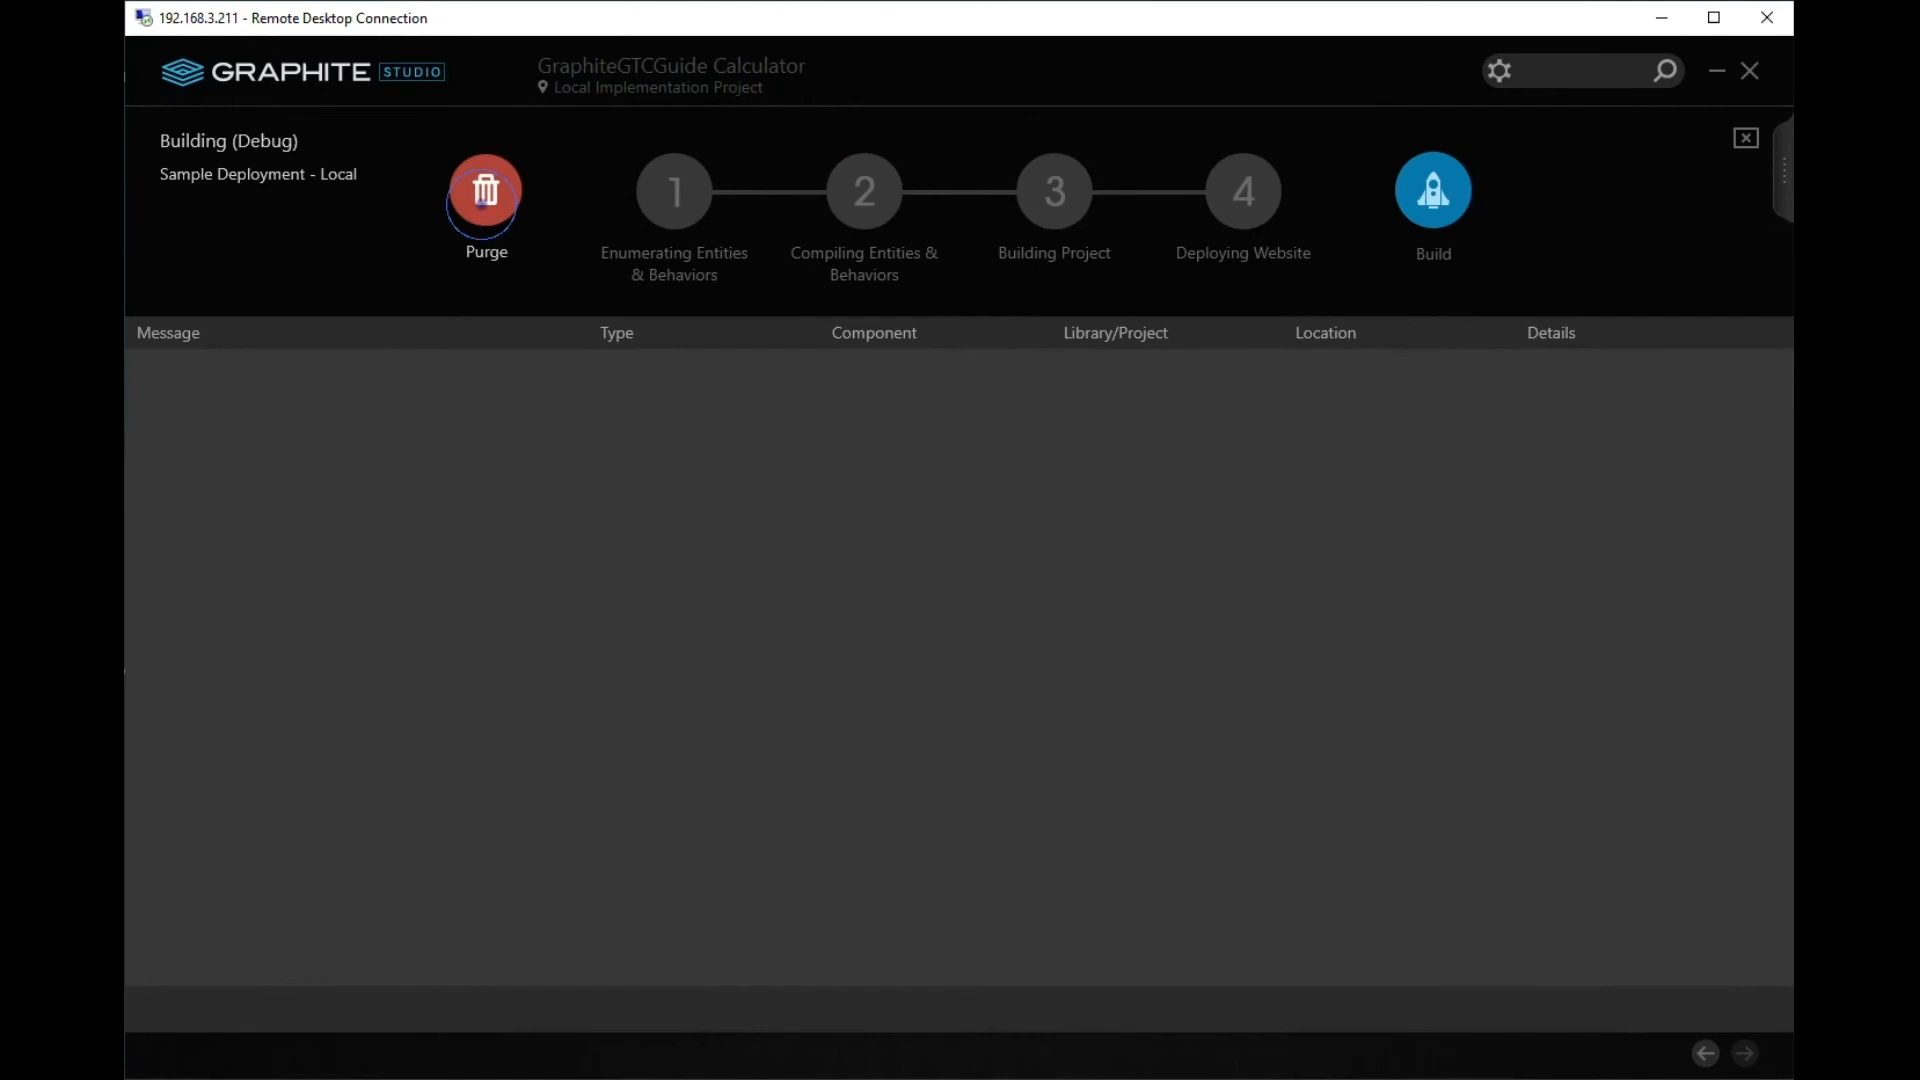 192.168.3.211 - Remote Desktop Connection
GRAPHITE STUDIO
GraphiteGTCGuide Calculator
Local Implementation Project
Building (Debug)
Sample Deployment - Local
Purge
1
Enumerating Entities
& Behaviors
2
Compiling Entities &
Behaviors
3
Building Project
4
Deploying Website
Build
Message Type Component Library/Project Location Details